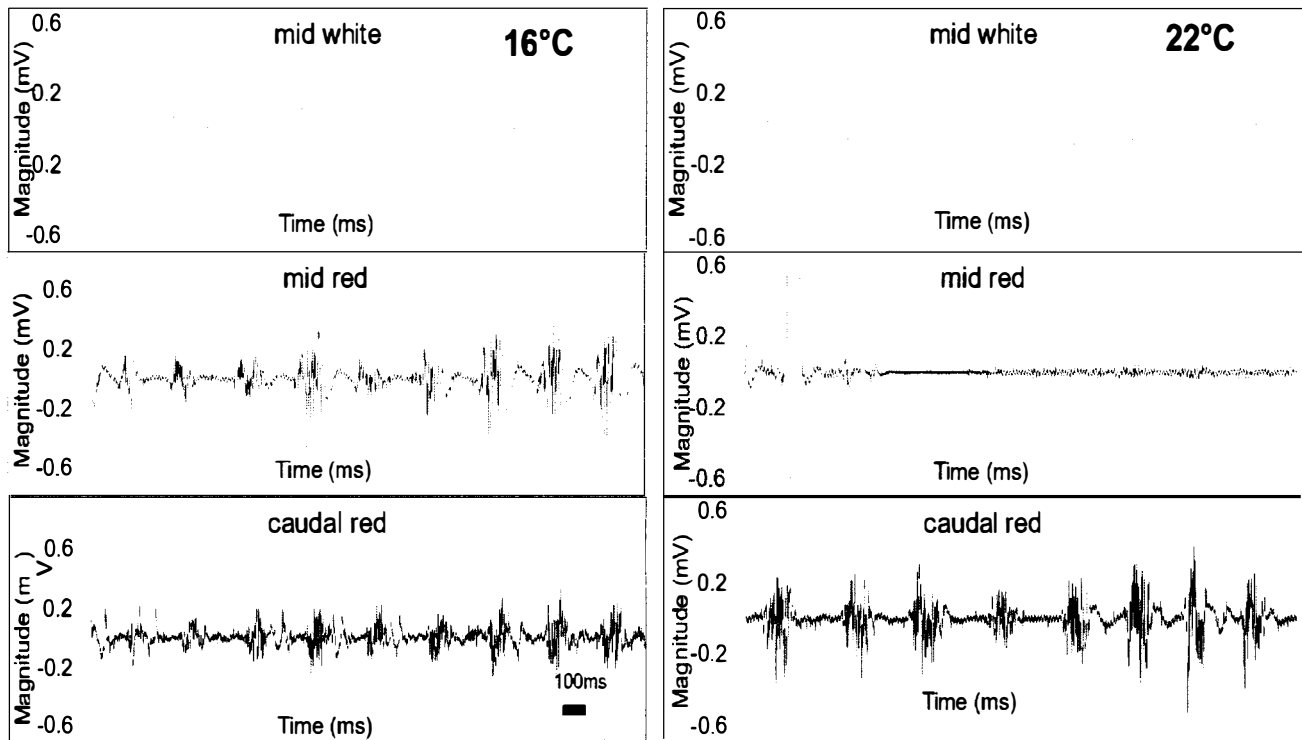 mid white
16°C
Magnitude (mV)
0.6
0.2
-0.2
-0.6
Time (ms)
mid white
22°C
Magnitude (mV)
0.6
0.2
-0.2
-0.6
Time (ms)
mid red
Magnitude (mV)
0.6
0.2
-0.2
-0.6
Time (ms)
mid red
Magnitude (mV)
0.6
0.2
-0.2
-0.6
Time (ms)
caudal red
Magnitude (m V)
0.6
0.2
-0.2
-0.6
100ms
Time (ms)
caudal red
Magnitude (mV)
0.6
0.2
-0.2
-0.6
Time (ms)